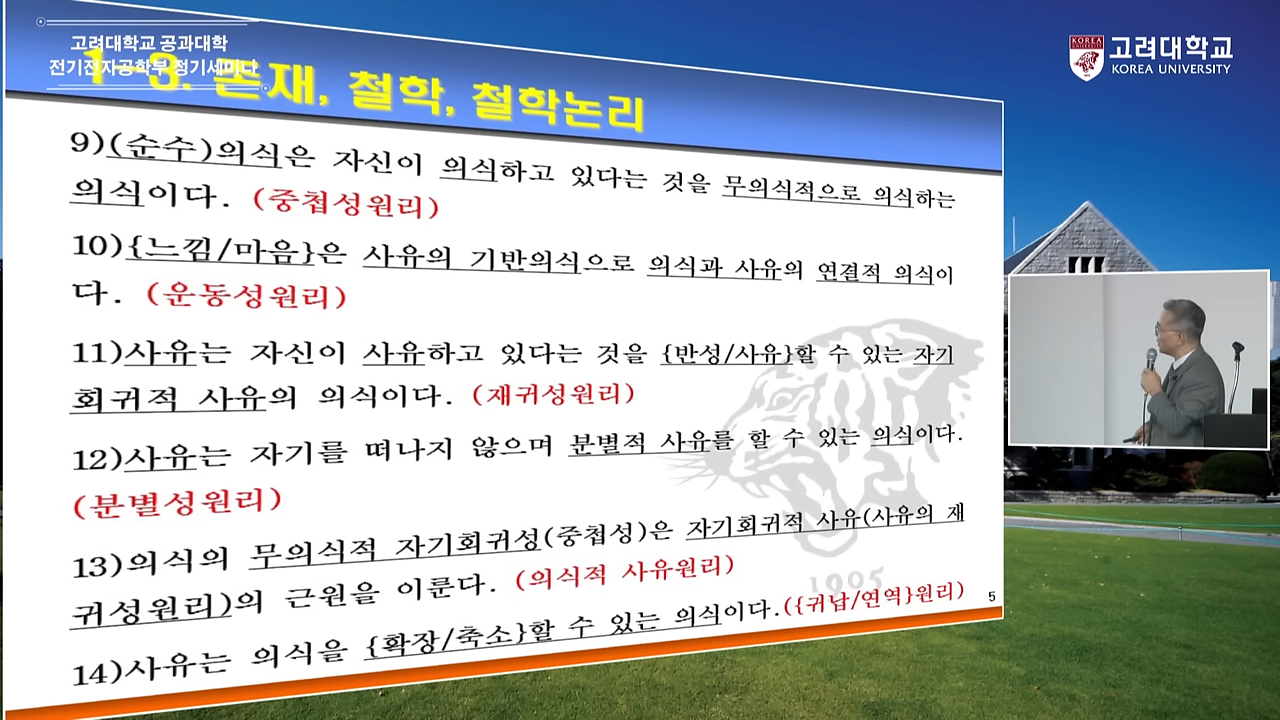 고려대학교 공과대학
전기전자공학부 정기세미나
고려대학교
KOREA UNIVERSITY
KOREA
UNIVERSITY
1-3. 존재, 철학, 철학논리
9)(순수)의식은 자신이 의식하고 있다는 것을 무의식적으로 의식하는
의식이다. (중첩성원리)
10){느낌/마음}은 사유의 기반의식으로 의식과 사유의 연결적 의식이
다. (운동성원리)
11)사유는 자신이 사유하고 있다는 것을 {반성/사유}할 수 있는 자기
회귀적 사유의 의식이다. (재귀성원리)
12)사유는 자기를 떠나지 않으며 분별적 사유를 할 수 있는 의식이다.
(분별성원리)
13)의식의 무의식적 자기회귀성(중첩성)은 자기회귀적 사유(사유의 재
귀성원리)의 근원을 이룬다. (의식적 사유원리)
14)사유는 의식을 {확장/축소}할 수 있는 의식이다.({귀납/연역}원리)
1905
5